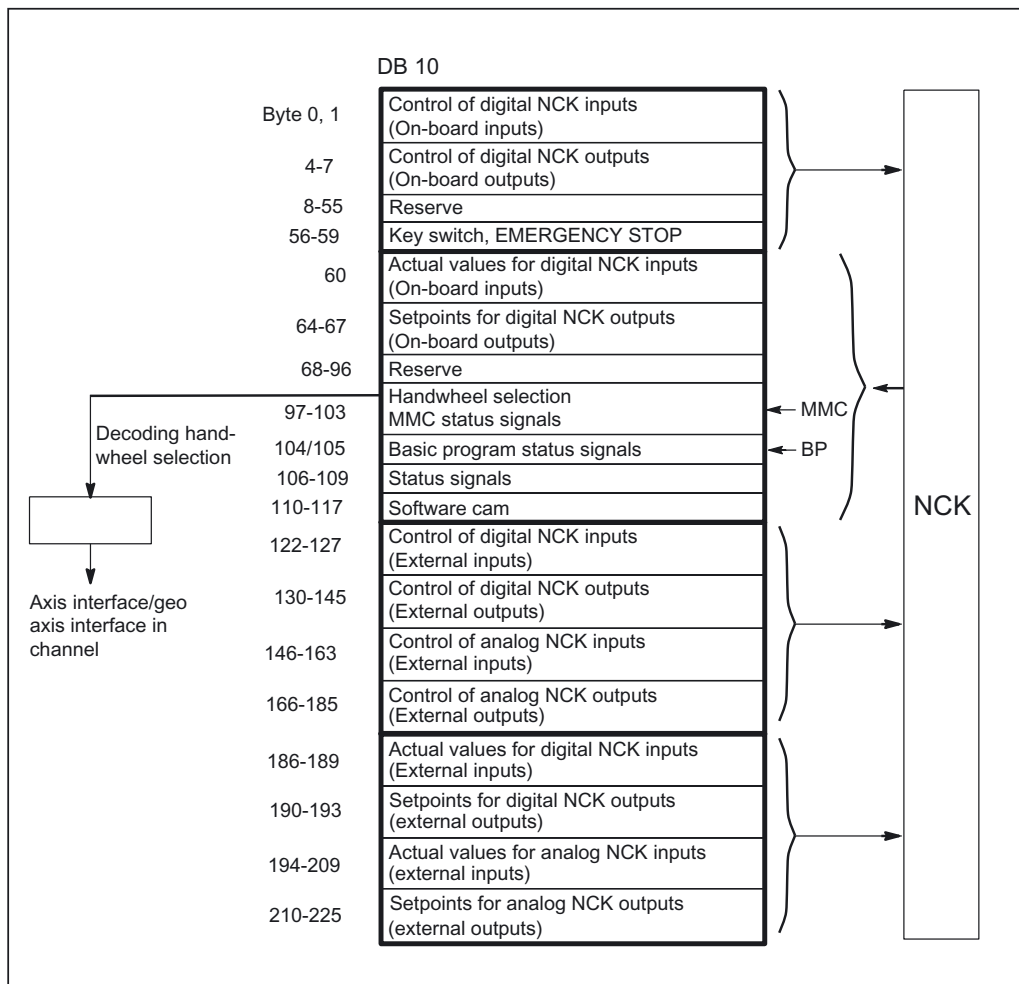 DB 10
Byte 0, 1
Control of digital NCK inputs
(On-board inputs)
4-7
Control of digital NCK outputs
(On-board outputs)
8-55
Reserve
56-59
Key switch, EMERGENCY STOP
60
Actual values for digital NCK inputs
(On-board inputs)
64-67
Setpoints for digital NCK outputs
(On-board outputs)
68-96
Reserve
97-103
Handwheel selection
MMC status signals
MMC
104/105
Basic program status signals
BP
106-109
Status signals
110-117
Software cam
122-127
Control of digital NCK inputs
(External inputs)
130-145
Control of digital NCK outputs
(External outputs)
146-163
Control of analog NCK inputs
(External inputs)
166-185
Control of analog NCK outputs
(External outputs)
186-189
Actual values for digital NCK inputs
(External inputs)
190-193
Setpoints for digital NCK outputs
(external outputs)
194-209
Actual values for analog NCK inputs
(external inputs)
210-225
Setpoints for analog NCK outputs
(external outputs)
Decoding hand-
wheel selection
Axis interface/geo
axis interface in
channel
NCK